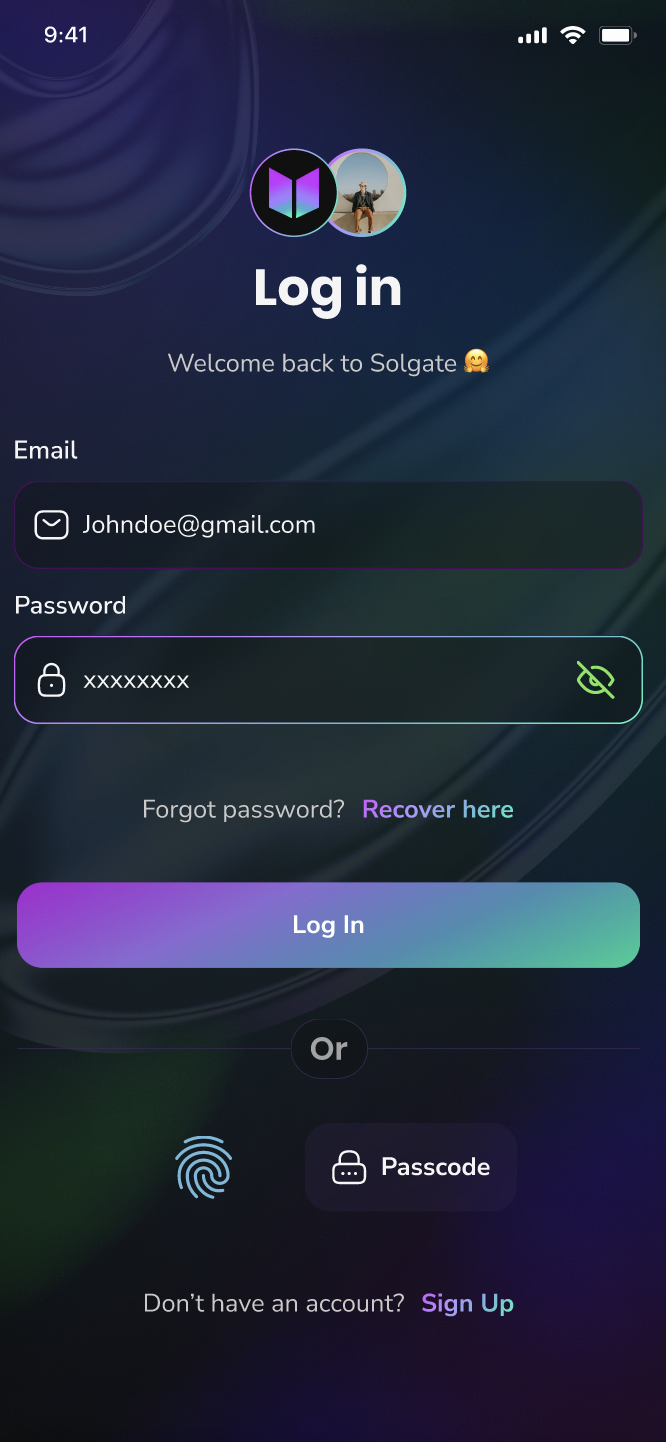 9:41
Log in
Welcome back to Solgate 🤗
Email
Johndoe@gmail.com
Password
xxxxxxxx
Forgot password? Recover here
Log In
Or
Passcode
Don’t have an account? Sign Up